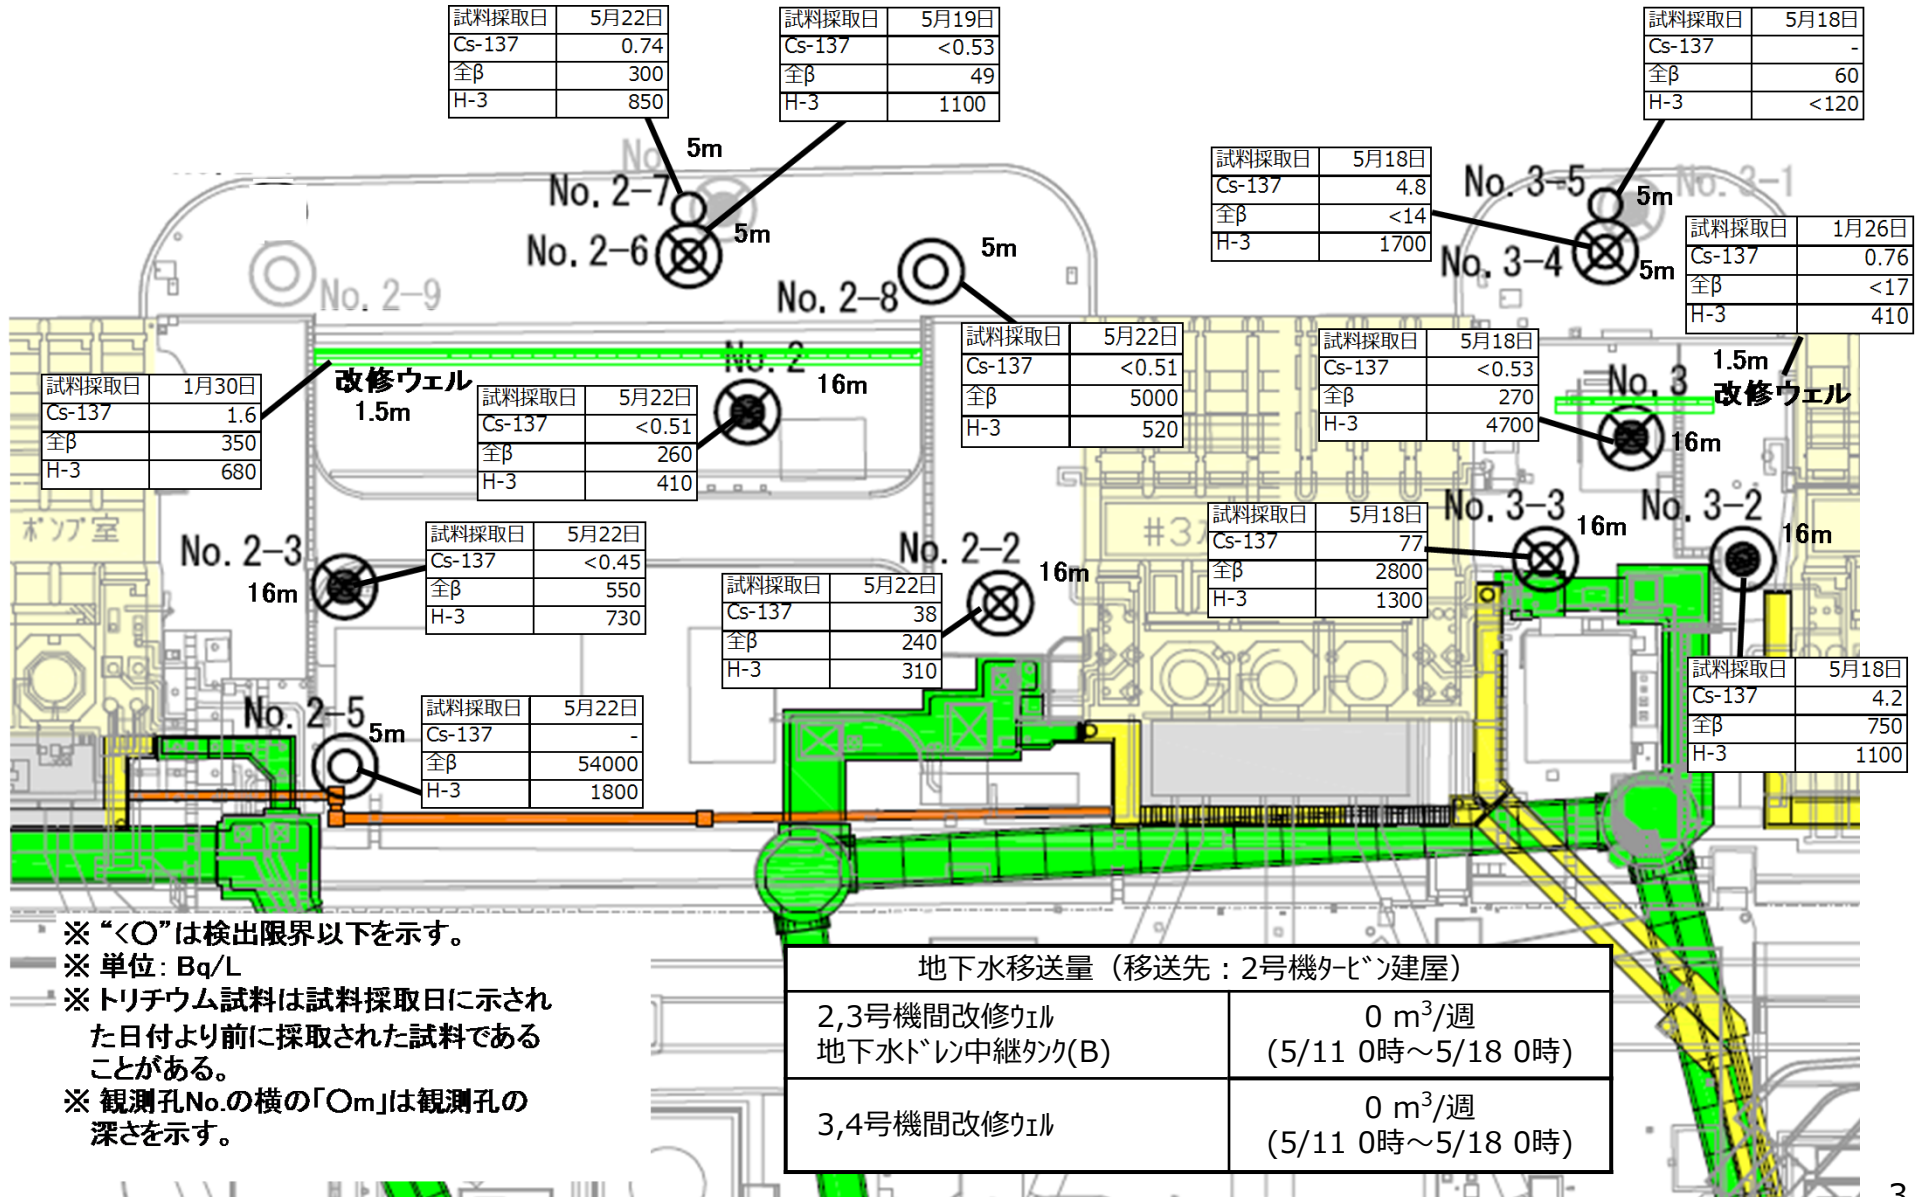 試料採取日 5月22日
Cs-137 0.74
全β 300
H-3 850
試料採取日 5月19日
Cs-137 <0.53
全β 49
H-3 1100
試料採取日 5月18日
Cs-137 -
全β 60
H-3 <120
No
5m
No. 2-7
No. 2-6
5m
No. 2-9
No. 2-8
5m
試料採取日 5月18日
Cs-137 4.8
全β <14
H-3 1700
No. 3-5
5m
No. 3-1
No. 3-4
5m
試料採取日 1月26日
Cs-137 0.76
全β <17
H-3 410
試料採取日 1月30日
Cs-137 1.6
全β 350
H-3 680
改修ウェル
1.5m
No. 2
16m
試料採取日 5月22日
Cs-137 <0.51
全β 260
H-3 410
試料採取日 5月22日
Cs-137 <0.51
全β 5000
H-3 520
試料採取日 5月18日
Cs-137 <0.53
全β 270
H-3 4700
No. 3
16m
1.5m
改修ウェル
ポンプ室
No. 2-3
16m
試料採取日 5月22日
Cs-137 <0.45
全β 550
H-3 730
No. 2-2
16m
試料採取日 5月22日
Cs-137 38
全β 240
H-3 310
#3
試料採取日 5月18日
Cs-137 77
全β 2800
H-3 1300
No. 3-3
16m
No. 3-2
16m
試料採取日 5月18日
Cs-137 4.2
全β 750
H-3 1100
No. 2-5
5m
試料採取日 5月22日
Cs-137 -
全β 54000
H-3 1800
※ “<〇”は検出限界以下を示す。
※ 単位: Bq/L
※ トリチウム試料は試料採取日に示され
た日付より前に採取された試料である
ことがある。
※ 観測孔No.の横の「〇m」は観測孔の
深さを示す。
地下水移送量（移送先：2号機ﾀｰﾋﾞﾝ建屋）
2,3号機間改修ｳｪﾙ
地下水ﾄﾞﾚﾝ中継ﾀﾝｸ(B)
0 m³/週
(5/11 0時～5/18 0時)
3,4号機間改修ｳｪﾙ
0 m³/週
(5/11 0時～5/18 0時)
3